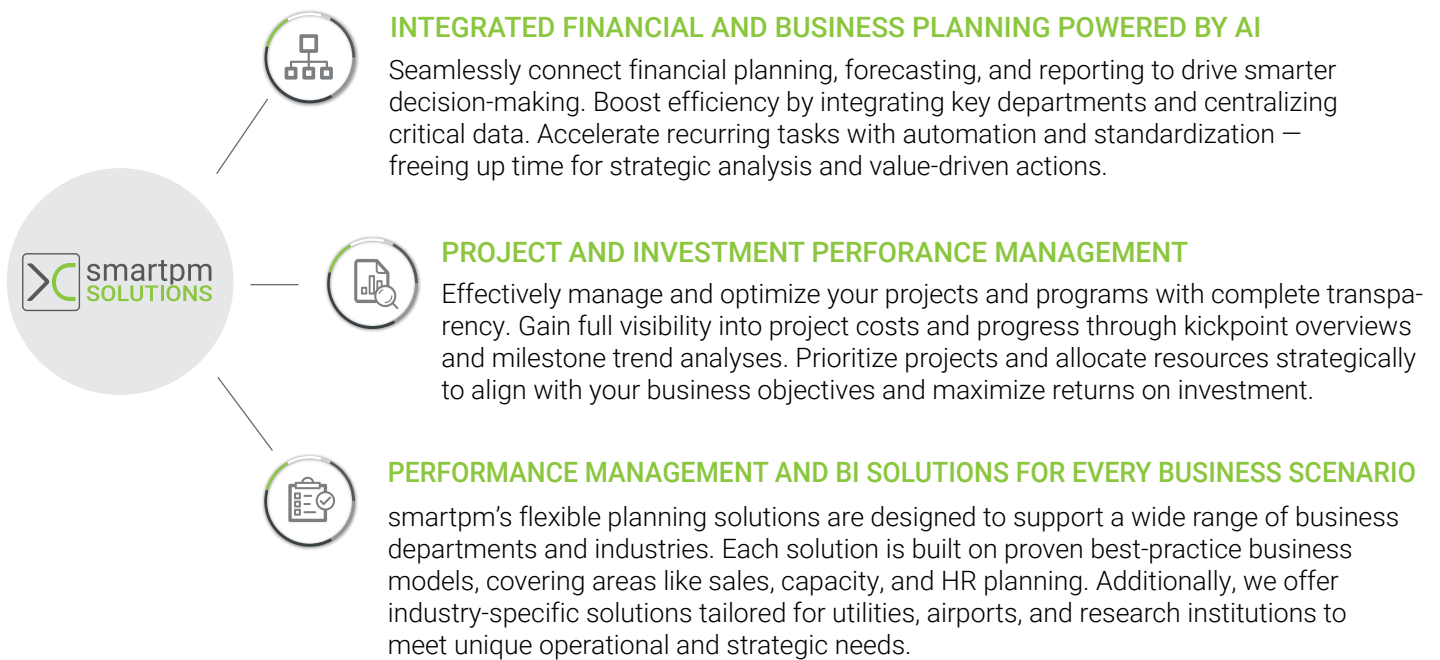 INTEGRATED FINANCIAL AND BUSINESS PLANNING POWERED BY AI
Seamlessly connect financial planning, forecasting, and reporting to drive smarter
decision-making. Boost efficiency by integrating key departments and centralizing
critical data. Accelerate recurring tasks with automation and standardization —
freeing up time for strategic analysis and value-driven actions.
smartpm
SOLUTIONS
PROJECT AND INVESTMENT PERFORANCE MANAGEMENT
Effectively manage and optimize your projects and programs with complete transpa-
rency. Gain full visibility into project costs and progress through kickpoint overviews
and milestone trend analyses. Prioritize projects and allocate resources strategically
to align with your business objectives and maximize returns on investment.
PERFORMANCE MANAGEMENT AND BI SOLUTIONS FOR EVERY BUSINESS SCENARIO
smartpm’s flexible planning solutions are designed to support a wide range of business
departments and industries. Each solution is built on proven best-practice business
models, covering areas like sales, capacity, and HR planning. Additionally, we offer
industry-specific solutions tailored for utilities, airports, and research institutions to
meet unique operational and strategic needs.